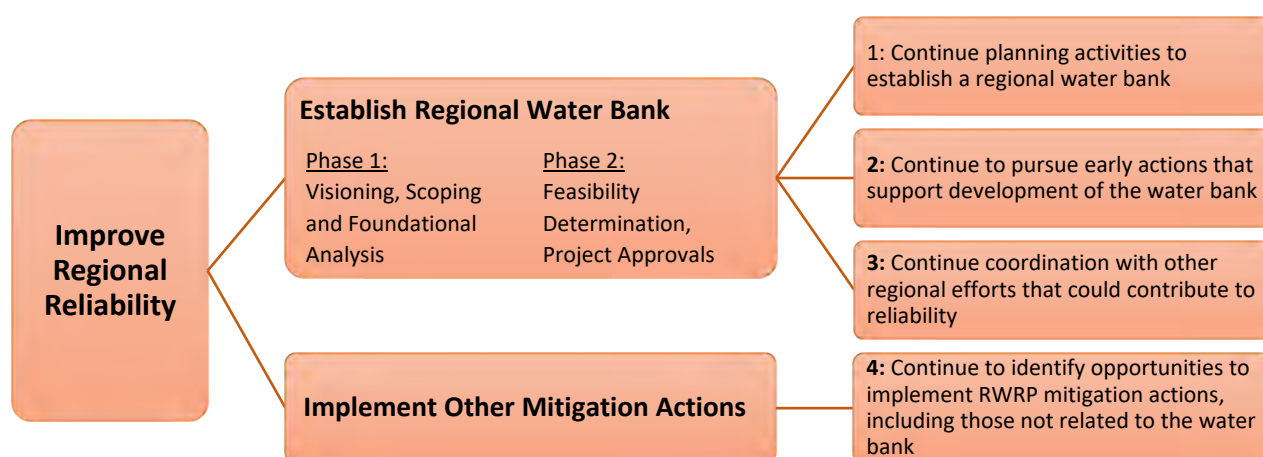 Improve
Regional
Reliability
Establish Regional Water Bank
Phase 1:
Visioning, Scoping
and Foundational
Analysis
Phase 2:
Feasibility
Determination,
Project Approvals
Implement Other Mitigation Actions
1: Continue planning activities to
establish a regional water bank
2: Continue to pursue early actions that
support development of the water bank
3: Continue coordination with other
regional efforts that could contribute to
reliability
4: Continue to identify opportunities to
implement RWRP mitigation actions,
including those not related to the water
bank